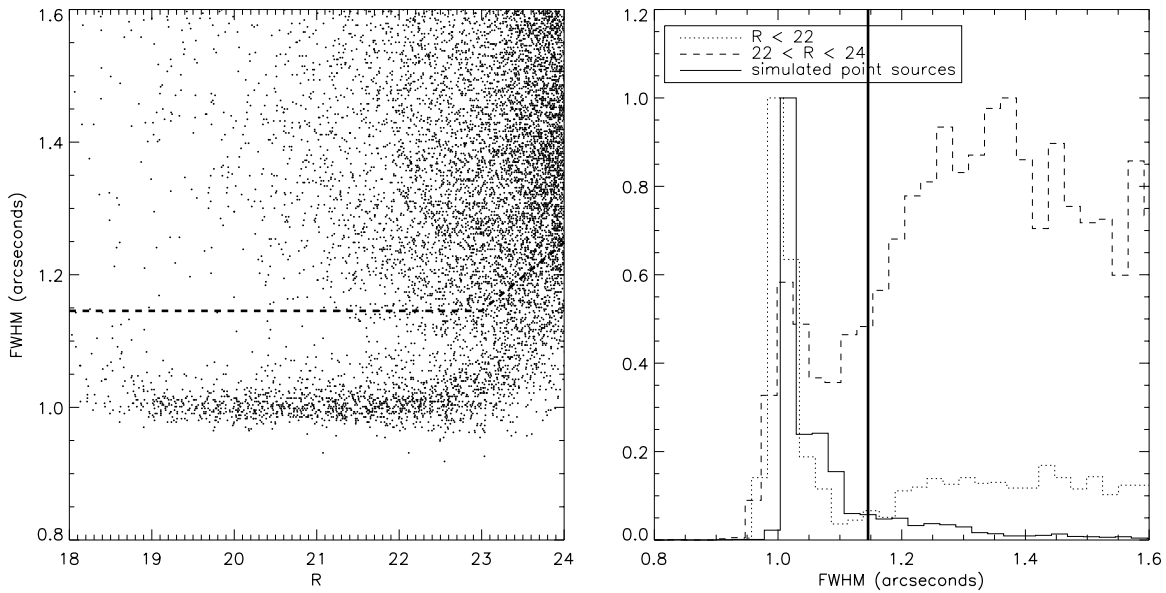 1.6
1.4
1.2
1.0
0.8
FWHM (arcseconds)
18 19 20 21 22 23 24
R
1.2
1.0
0.8
0.6
0.4
0.2
0.0
R < 22
22 < R < 24
simulated point sources
0.8 1.0 1.2 1.4 1.6
FWHM (arcseconds)